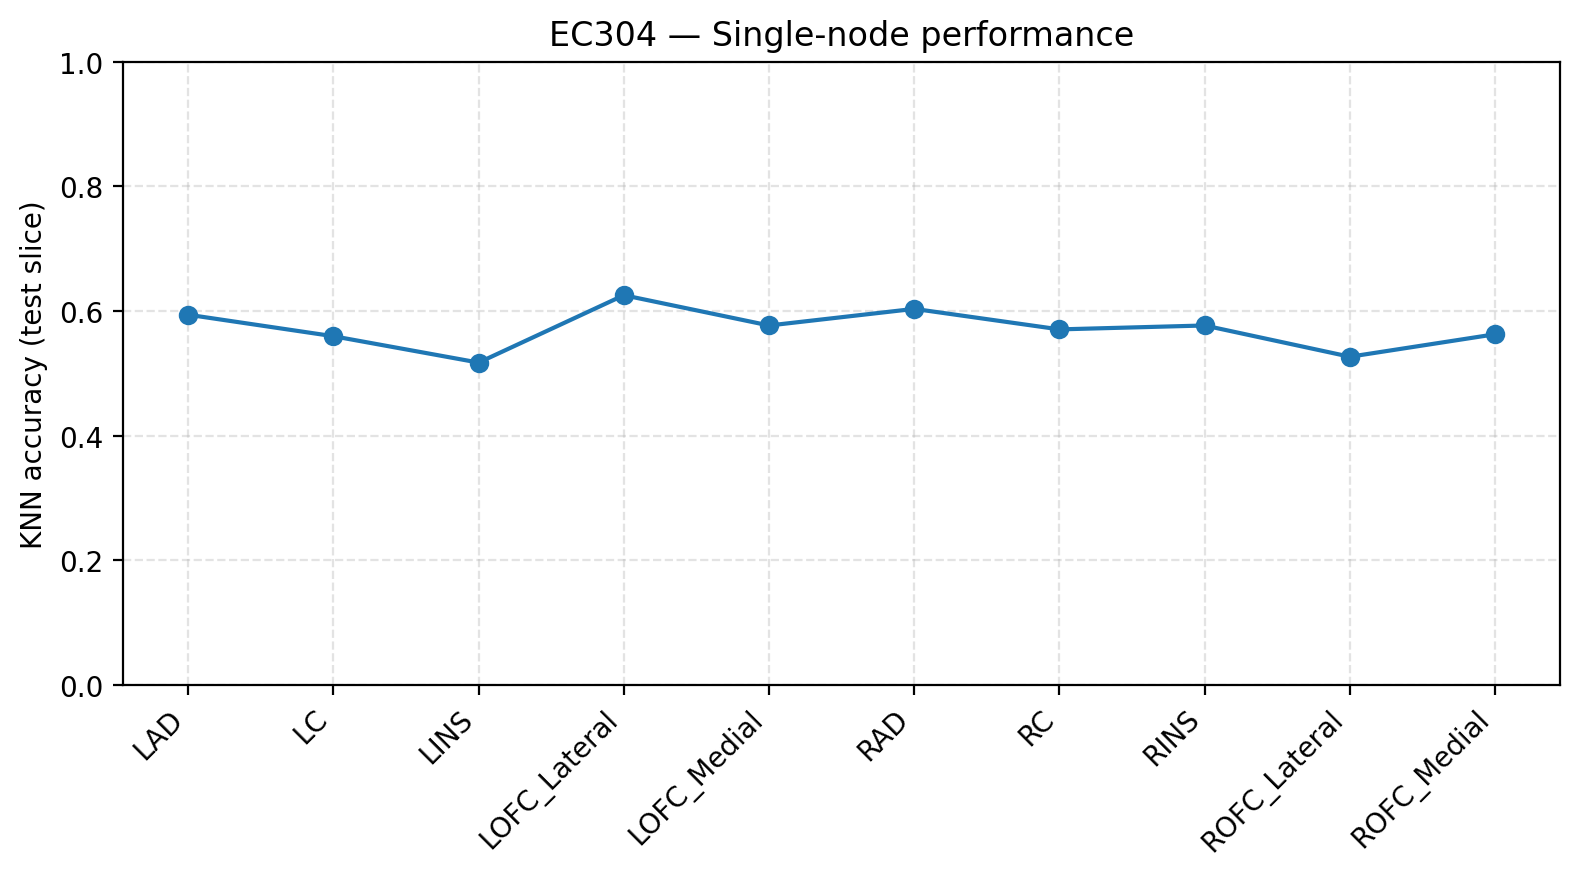 EC304 — Single-node performance
KNN accuracy (test slice)
1.0
0.8
0.6
0.4
0.2
0.0
LAD
LC
LINS
LOFC_Lateral
LOFC_Medial
RAD
RC
RINS
ROFC_Lateral
ROFC_Medial